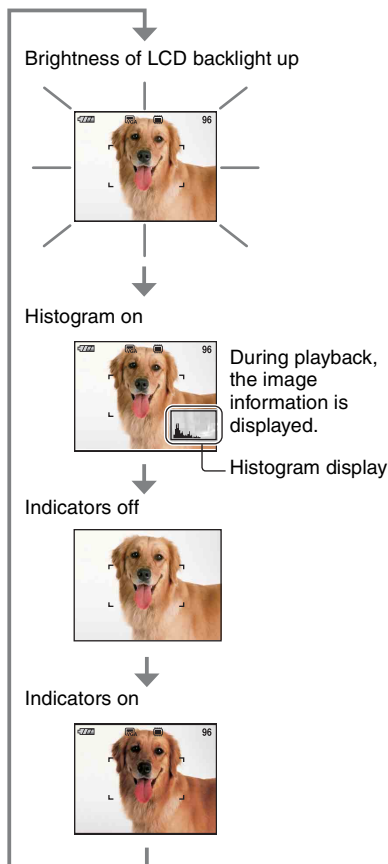 Brightness of LCD backlight up
96
Histogram on
96
During playback,
the image
information is
displayed.
Histogram display
Indicators off
Indicators on
96